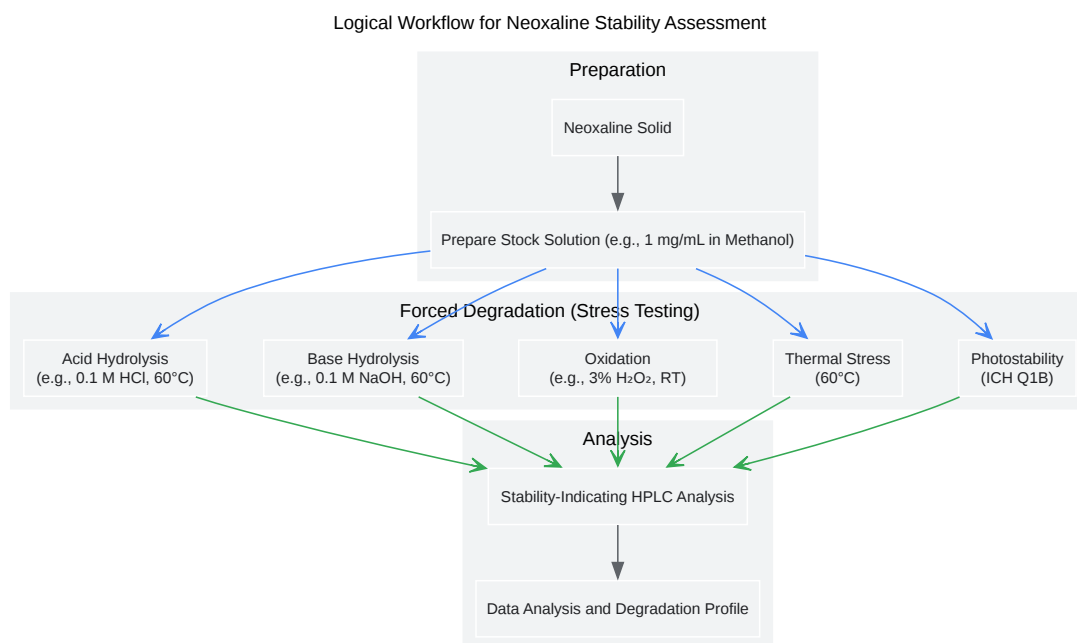 Logical Workflow for Neoxaline Stability Assessment
Preparation
Neoxaline Solid
Prepare Stock Solution (e.g., 1 mg/mL in Methanol)
Forced Degradation (Stress Testing)
Acid Hydrolysis
(e.g., 0.1 M HCl, 60°C)
Base Hydrolysis
(e.g., 0.1 M NaOH, 60°C)
Oxidation
(e.g., 3% H₂O₂, RT)
Thermal Stress
(60°C)
Photostability
(ICH Q1B)
Analysis
Stability-Indicating HPLC Analysis
Data Analysis and Degradation Profile